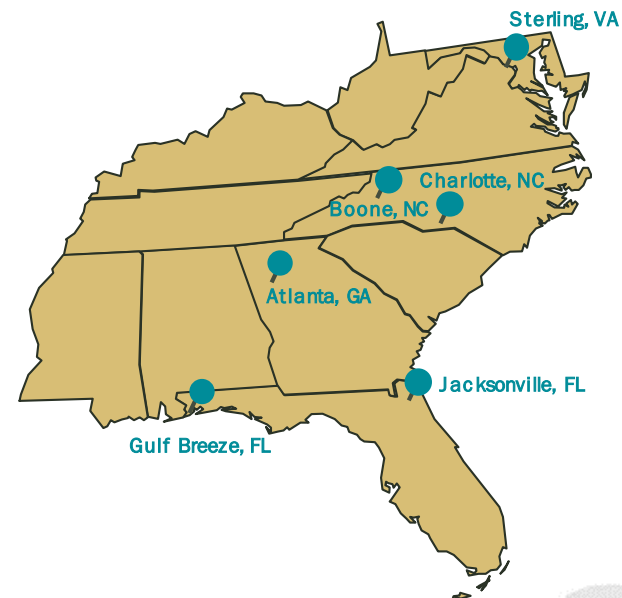 Sterling, VA
Charlotte, NC
Boone, NC
Atlanta, GA
Jacksonville, FL
Gulf Breeze, FL